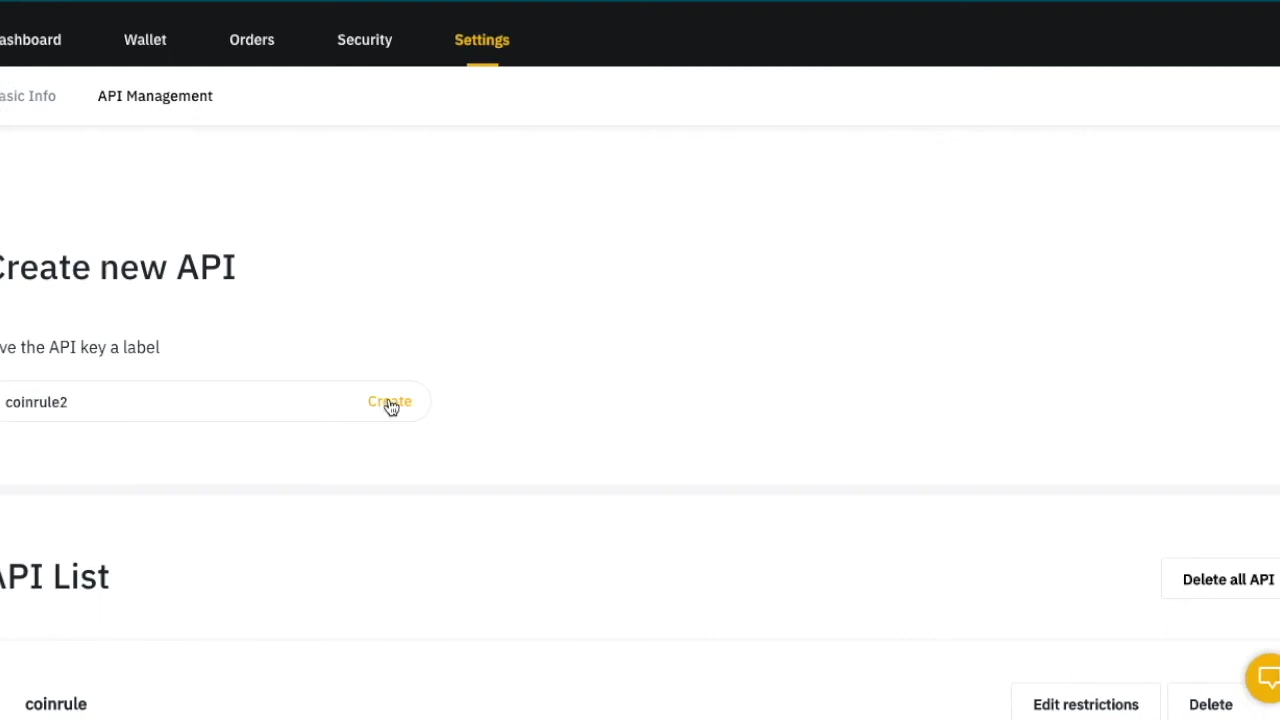 ashboard Wallet Orders Security Settings
asic Info API Management
Create new API
ve the API key a label
coinrule2 Create
API List
Delete all API
coinrule Edit restrictions Delete